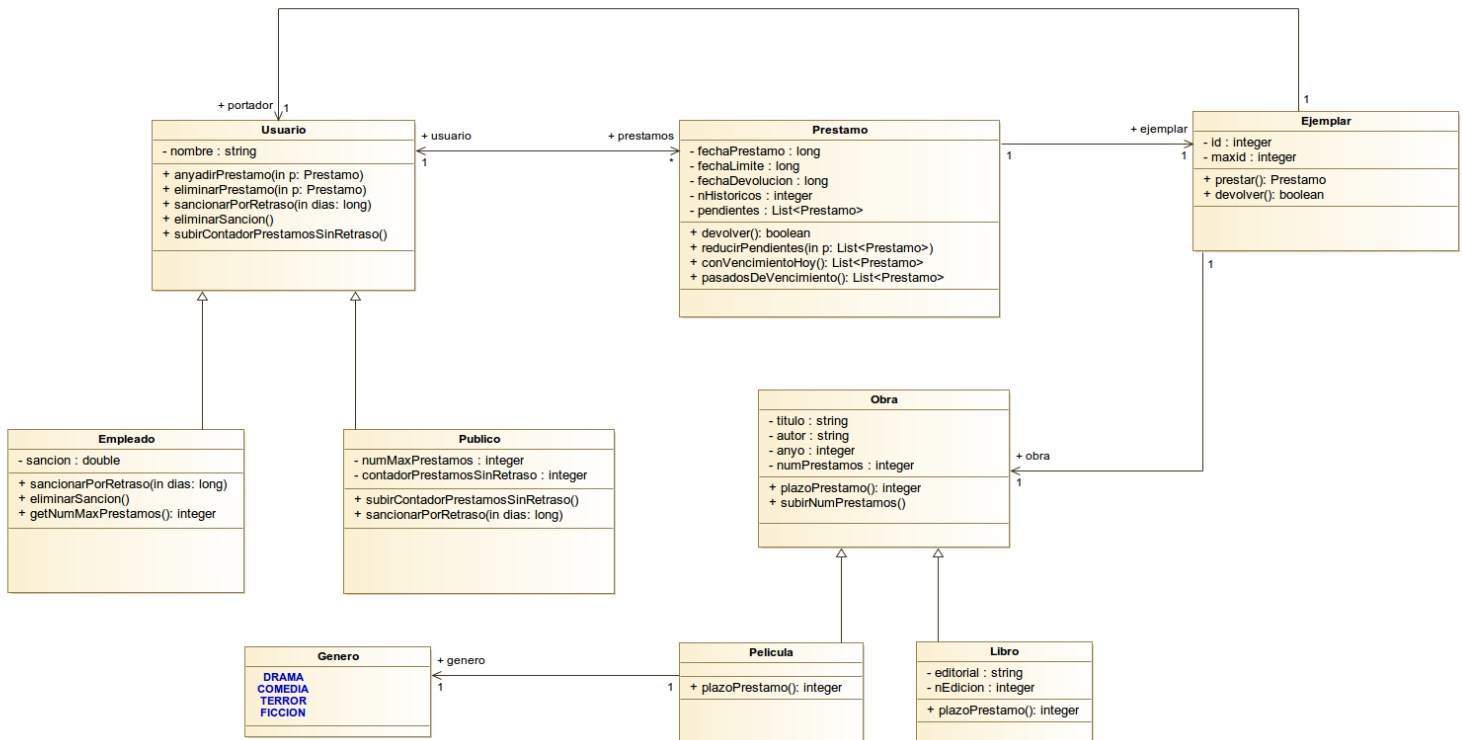 + portador
1
Usuario
- nombre : string
+ anyadirPrestamo(in p: Prestamo)
+ eliminarPrestamo(in p: Prestamo)
+ sancionarPorRetraso(in dias: long)
+ eliminarSancion()
+ subirContadorPrestamosSinRetraso()
+ usuario
1
+ prestamos
*
Prestamo
- fechaPrestamo : long
- fechaLimite : long
- fechaDevolucion : long
- nHistoricos : integer
- pendientes : List<Prestamo>
+ devolver(): boolean
+ reducirPendientes(in p: List<Prestamo>)
+ conVencimientoHoy(): List<Prestamo>
+ pasadosDeVencimiento(): List<Prestamo>
1
+ ejemplar
1
1
Ejemplar
- id : integer
- maxid : integer
+ prestar(): Prestamo
+ devolver(): boolean
1
Empleado
- sancion : double
+ sancionarPorRetraso(in dias: long)
+ eliminarSancion()
+ getNumMaxPrestamos(): integer
Publico
- numMaxPrestamos : integer
- contadorPrestamosSinRetraso : integer
+ subirContadorPrestamosSinRetraso()
+ sancionarPorRetraso(in dias: long)
Obra
- titulo : string
- autor : string
- anyo : integer
- numPrestamos : integer
+ plazoPrestamo(): integer
+ subirNumPrestamos()
+ obra
1
Genero
DRAMA
COMEDIA
TERROR
FICCION
+ genero
1
1
Pelicula
+ plazoPrestamo(): integer
Libro
- editorial : string
- nEdicion : integer
+ plazoPrestamo(): integer